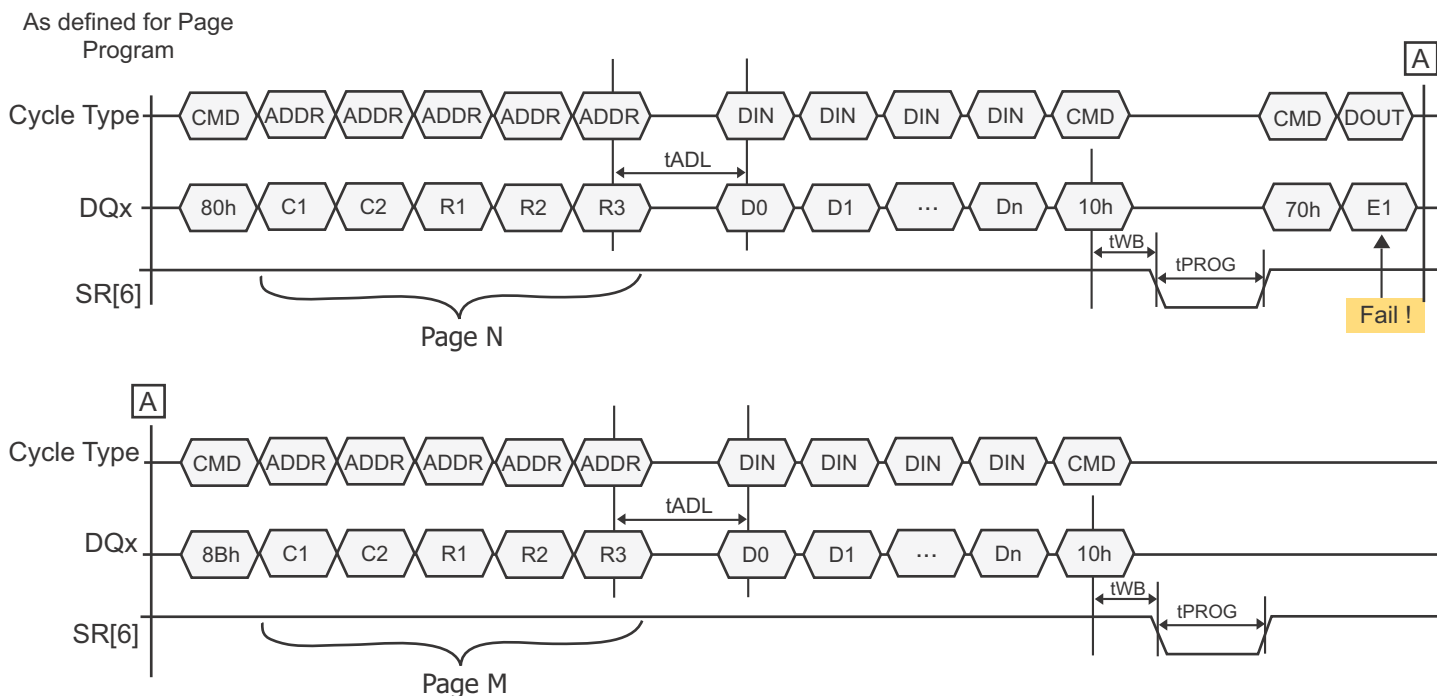 As defined for Page
Program
A
Cycle Type CMD ADDR ADDR ADDR ADDR ADDR DIN DIN DIN DIN CMD CMD DOUT
tADL
DQx 80h C1 C2 R1 R2 R3 D0 D1 ... Dn 10h 70h E1
tWB
tPROG
SR[6]
Fail !
Page N
A
Cycle Type CMD ADDR ADDR ADDR ADDR ADDR DIN DIN DIN DIN CMD
tADL
DQx 8Bh C1 C2 R1 R2 R3 D0 D1 ... Dn 10h
tWB
tPROG
SR[6]
Page M